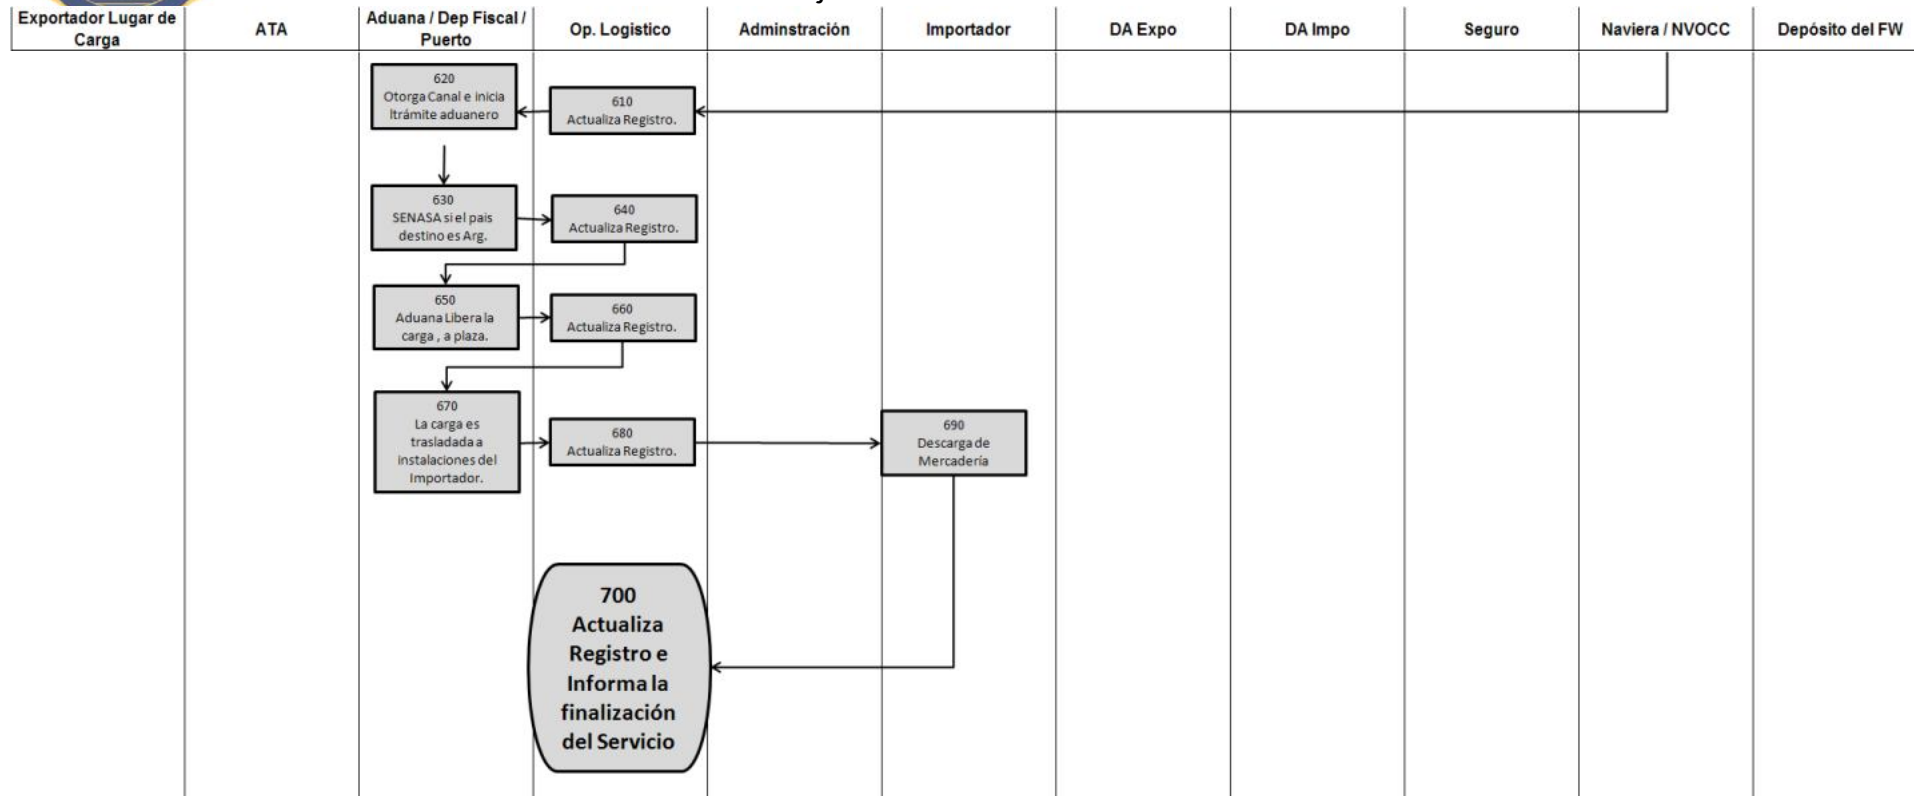 Exportador Lugar de
Carga
ATA
Aduana / Dep Fiscal /
Puerto
Op. Logistico
Adminstración
Importador
DA Expo
DA Impo
Seguro
Naviera / NVOCC
Depósito del FW
620
Otorga Canal e inicia
ltrámite aduanero
610
Actualiza Registro.
630
SENASA si el pais
destino es Arg.
640
Actualiza Registro.
650
Aduana Libera la
carga , a plaza.
660
Actualiza Registro.
670
La carga es
trasladada a
instalaciones del
Importador.
680
Actualiza Registro.
690
Descarga de
Mercadería
700
Actualiza
Registro e
Informa la
finalización
del Servicio